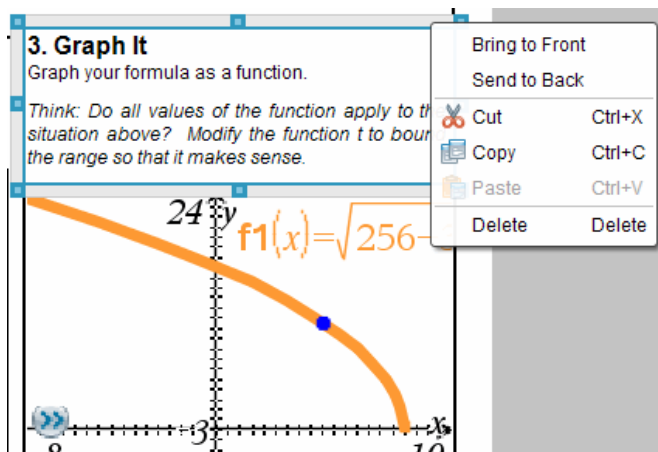 3. Graph It
Graph your formula as a function.
Think: Do all values of the function apply to
situation above? Modify the function t to
the range so that it makes sense.
Bring to Front
Send to Back
Cut Ctrl+X
Copy Ctrl+C
Paste Ctrl+V
Delete Delete
24 y
f1(x)=√256-
-3
x
-8
10